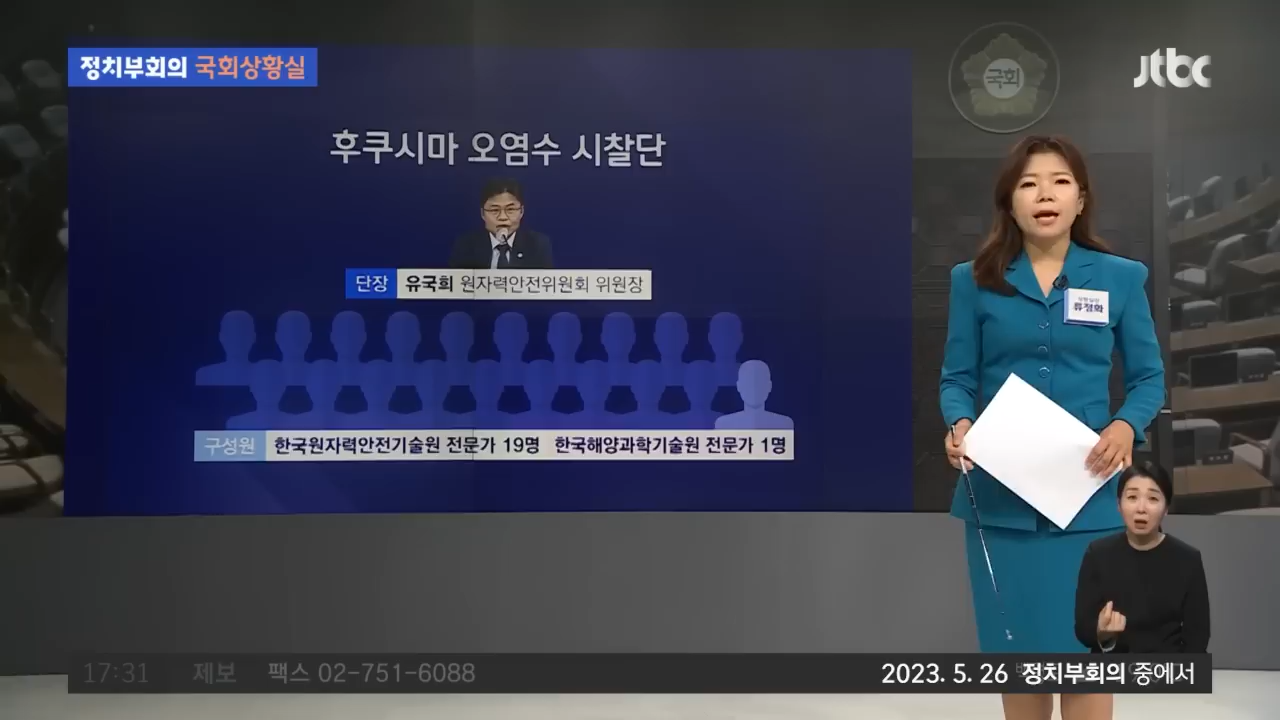 정치부회의 국회상황실
국회
jtbc
후쿠시마 오염수 시찰단
단장 유국희 원자력안전위원회 위원장
류정화
구성원 한국원자력안전기술원 전문가 19명 한국해양과학기술원 전문가 1명
17:31 제보 팩스 02-751-6088
2023. 5. 26 정치부회의 중에서